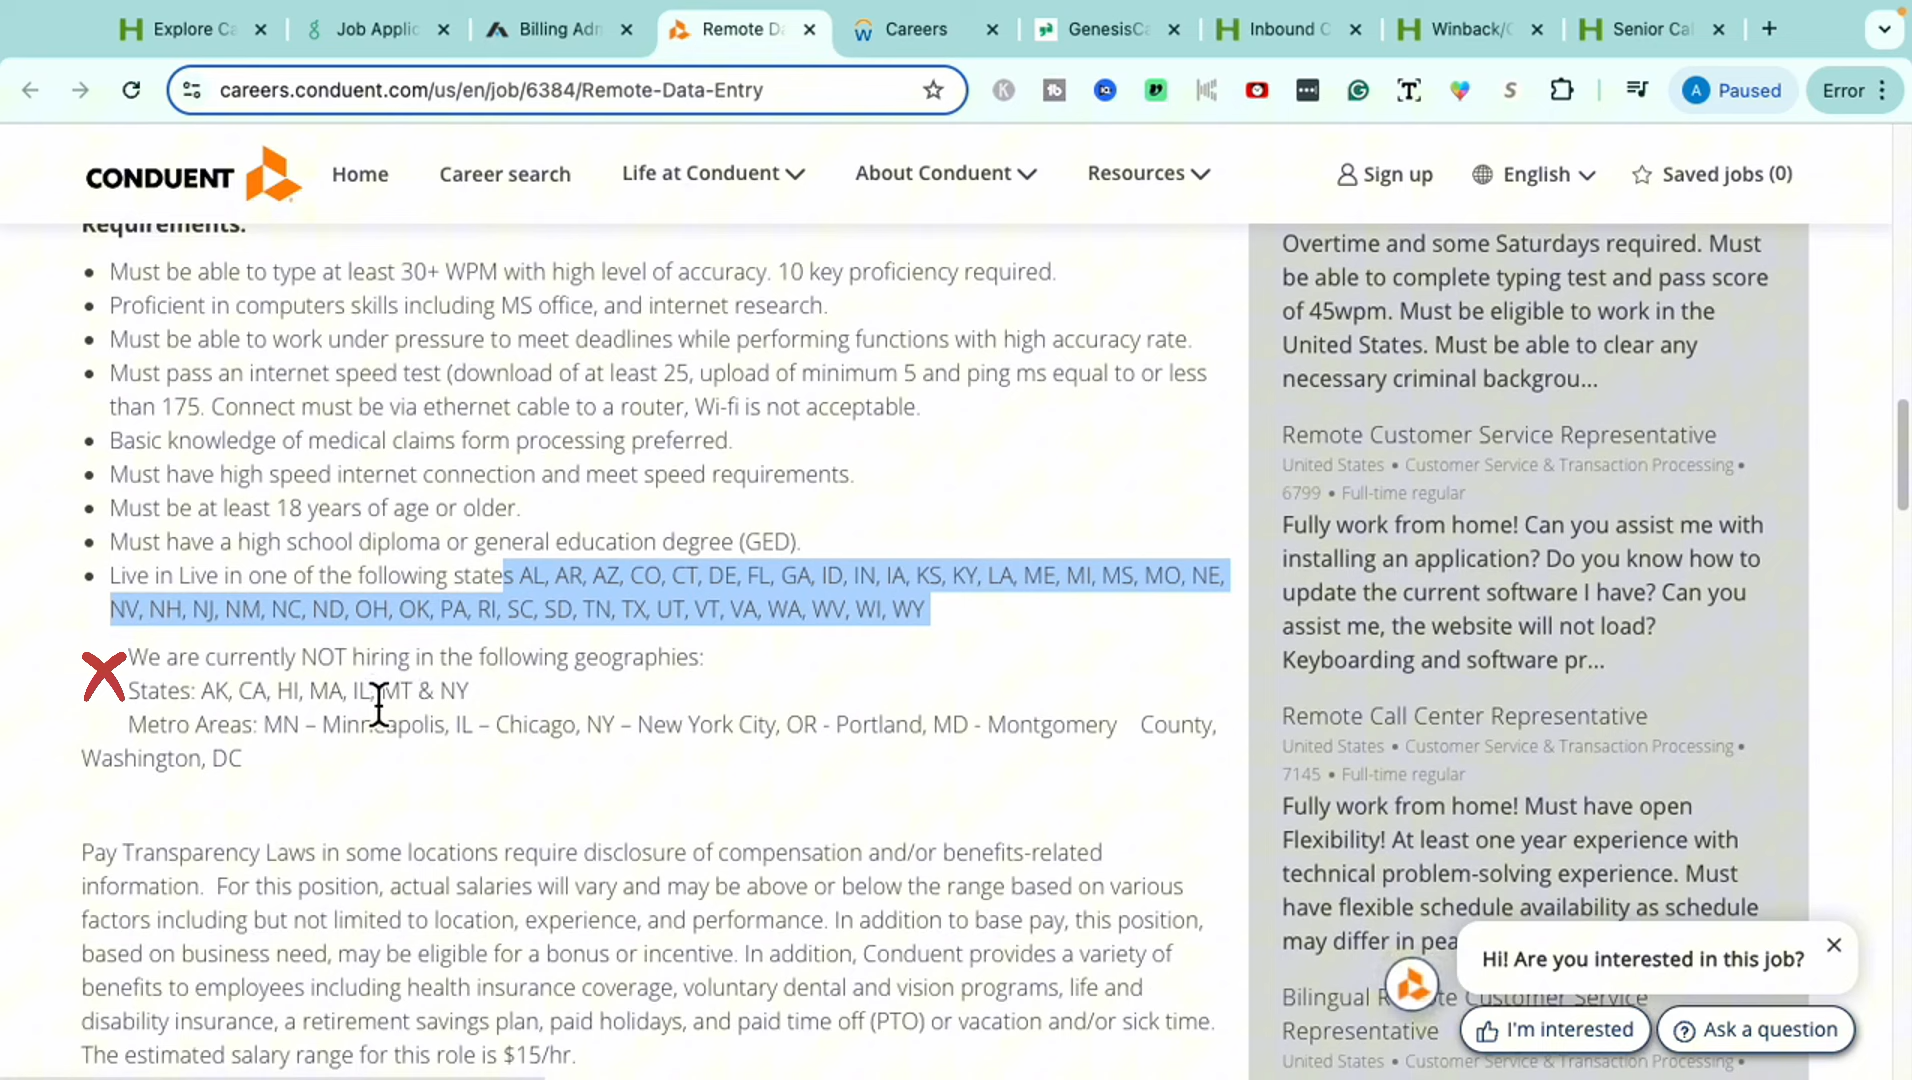 Explore Ca
Job Applic
Billing Adn
Remote Da
Careers
GenesisCa
Inbound C
Winback/C
Senior Cal
careers.conduent.com/us/en/job/6384/Remote-Data-Entry
A Paused
Error
CONDUENT
Home
Career search
Life at Conduent
About Conduent
Resources
Sign up
English
Saved jobs (0)
Requirements:
Must be able to type at least 30+ WPM with high level of accuracy. 10 key proficiency required.
Proficient in computers skills including MS office, and internet research.
Must be able to work under pressure to meet deadlines while performing functions with high accuracy rate.
Must pass an internet speed test (download of at least 25, upload of minimum 5 and ping ms equal to or less
than 175. Connect must be via ethernet cable to a router, Wi-fi is not acceptable.
Basic knowledge of medical claims form processing preferred.
Must have high speed internet connection and meet speed requirements.
Must be at least 18 years of age or older.
Must have a high school diploma or general education degree (GED).
Live in Live in one of the following states AL, AR, AZ, CO, CT, DE, FL, GA, ID, IN, IA, KS, KY, LA, ME, MI, MS, MO, NE,
NV, NH, NJ, NM, NC, ND, OH, OK, PA, RI, SC, SD, TN, TX, UT, VT, VA, WA, WV, WI, WY
We are currently NOT hiring in the following geographies:
States: AK, CA, HI, MA, IL, MT & NY
Metro Areas: MN – Minneapolis, IL – Chicago, NY – New York City, OR - Portland, MD - Montgomery County,
Washington, DC
Pay Transparency Laws in some locations require disclosure of compensation and/or benefits-related
information. For this position, actual salaries will vary and may be above or below the range based on various
factors including but not limited to location, experience, and performance. In addition to base pay, this position,
based on business need, may be eligible for a bonus or incentive. In addition, Conduent provides a variety of
benefits to employees including health insurance coverage, voluntary dental and vision programs, life and
disability insurance, a retirement savings plan, paid holidays, and paid time off (PTO) or vacation and/or sick time.
The estimated salary range for this role is $15/hr.
Overtime and some Saturdays required. Must
be able to complete typing test and pass score
of 45wpm. Must be eligible to work in the
United States. Must be able to clear any
necessary criminal backgrou...
Remote Customer Service Representative
United States • Customer Service & Transaction Processing •
6799 • Full-time regular
Fully work from home! Can you assist me with
installing an application? Do you know how to
update the current software I have? Can you
assist me, the website will not load?
Keyboarding and software pr...
Remote Call Center Representative
United States • Customer Service & Transaction Processing •
7145 • Full-time regular
Fully work from home! Must have open
Flexibility! At least one year experience with
technical problem-solving experience. Must
have flexible schedule availability as schedule
may differ in pea
Bilingual R te Customer Service
Representative
United States • Customer Service & Transaction Processing •
Hi! Are you interested in this job?
I'm interested
Ask a question